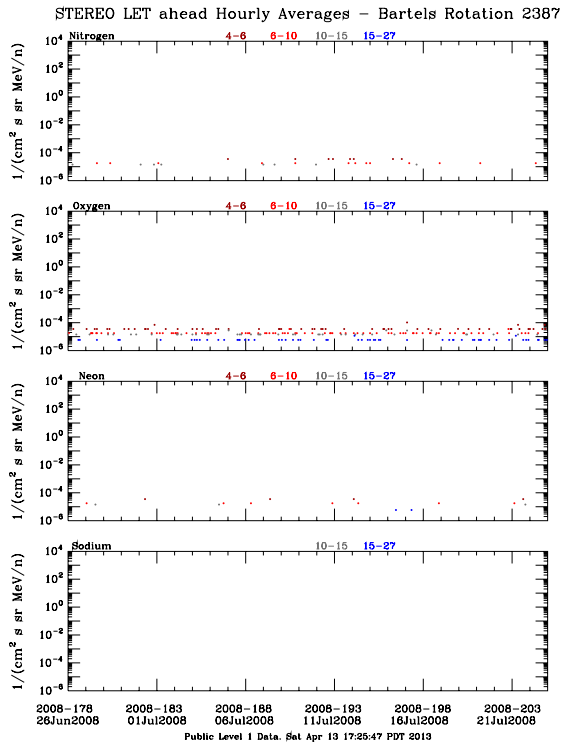 STEREO LET ahead Hourly Averages - Bartels Rotation 2387
Nitrogen 4-6 6-10 10-15 15-27
10^4
10^2
10^0
10^-2
10^-4
10^-6
1/(cm^2 s sr MeV/n)
Oxygen 4-6 6-10 10-15 15-27
10^4
10^2
10^0
10^-2
10^-4
10^-6
1/(cm^2 s sr MeV/n)
Neon 4-6 6-10 10-15 15-27
10^4
10^2
10^0
10^-2
10^-4
10^-6
1/(cm^2 s sr MeV/n)
Sodium 10-15 15-27
10^4
10^2
10^0
10^-2
10^-4
10^-6
1/(cm^2 s sr MeV/n)
2008-178 2008-183 2008-188 2008-193 2008-198 2008-203
26Jun2008 01Jul2008 06Jul2008 11Jul2008 16Jul2008 21Jul2008
Public Level 1 Data. Sat Apr 13 17:25:47 PDT 2013